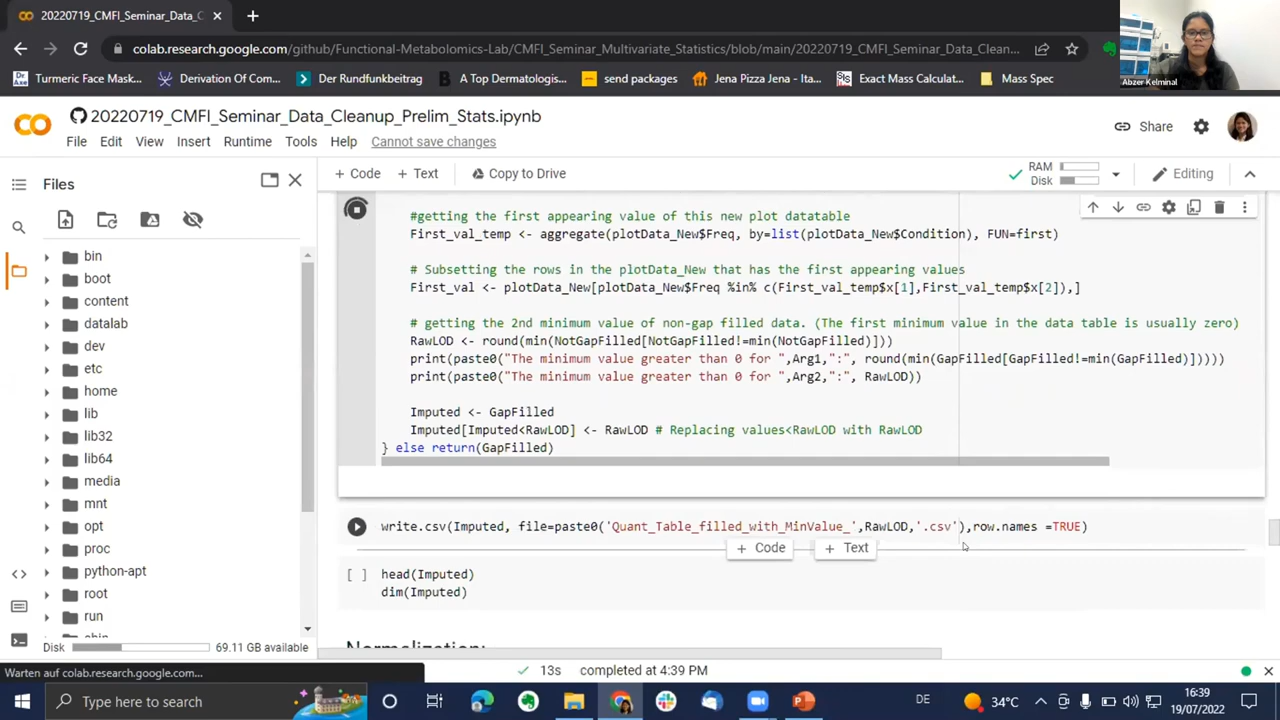 20220719_CMFI_Seminar_Data_C
colab.research.google.com/github/Functional-Metabolomics-Lab/CMFI_Seminar_Multivariate_Statistics/blob/main/20220719_CMFI_Seminar_Data_Clean...
Turmeric Face Mask...
Derivation Of Com...
Der Rundfunkbeitrag
A Top Dermatologis...
send packages
Jena Pizza Jena - Ita...
Exact Mass Calculat...
Mass Spec
Abzer Kelminal
20220719_CMFI_Seminar_Data_Cleanup_Prelim_Stats.ipynb
File Edit View Insert Runtime Tools Help Cannot save changes
Share
Files
+ Code + Text Copy to Drive
RAM
Disk
Editing
bin
boot
content
datalab
dev
etc
home
lib
lib32
lib64
media
mnt
opt
proc
python-apt
root
run
Disk 69.11 GB available
#getting the first appearing value of this new plot datatable
First_val_temp <- aggregate(plotData_New$Freq, by=list(plotData_New$Condition), FUN=first)
# Subsetting the rows in the plotData_New that has the first appearing values
First_val <- plotData_New[plotData_New$Freq %in% c(First_val_temp$x[1],First_val_temp$x[2]),]
# getting the 2nd minimum value of non-gap filled data. (The first minimum value in the data table is usually zero)
RawLOD <- round(min(NotGapFilled[NotGapFilled!=min(NotGapFilled)]))
print(paste0("The minimum value greater than 0 for ",Arg1,":", round(min(GapFilled[GapFilled!=min(GapFilled)]))))
print(paste0("The minimum value greater than 0 for ",Arg2,":", RawLOD))
Imputed <- GapFilled
Imputed[Imputed<RawLOD] <- RawLOD # Replacing values<RawLOD with RawLOD
} else return(GapFilled)
write.csv(Imputed, file=paste0('Quant_Table_filled_with_MinValue_',RawLOD,'.csv'),row.names =TRUE)
+ Code + Text
[ ] head(Imputed)
dim(Imputed)
Normalization:
Warten auf colab.research.google.com...
13s completed at 4:39 PM
Type here to search
DE
34°C
16:39
19/07/2022